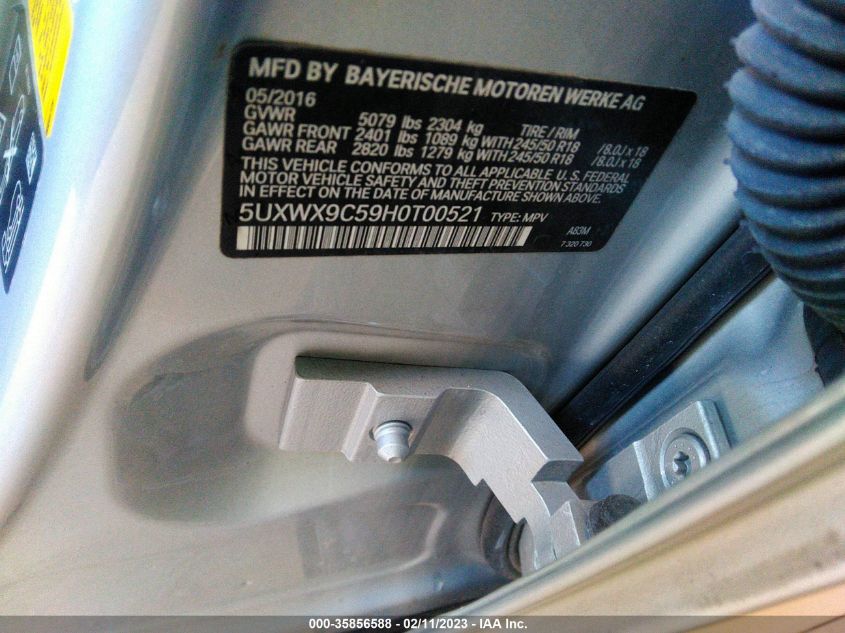 MFD BY BAYERISCHE MOTOREN WERKE AG
05/2016
GVWR 5079 lbs 2304 kg TIRE / RIM
GAWR FRONT 2401 lbs 1089 kg WITH 245/50 R18 /8.0J x 18
GAWR REAR 2820 lbs 1279 kg WITH 245/50 R18 /8.0J x 18
THIS VEHICLE CONFORMS TO ALL APPLICABLE U.S. FEDERAL
MOTOR VEHICLE SAFETY AND THEFT PREVENTION STANDARDS
IN EFFECT ON THE DATE OF MANUFACTURE SHOWN ABOVE.
5UXWX9C59H0T00521 TYPE: MPV
A83M
7 320 730
000-35856588 - 02/11/2023 - IAA Inc.